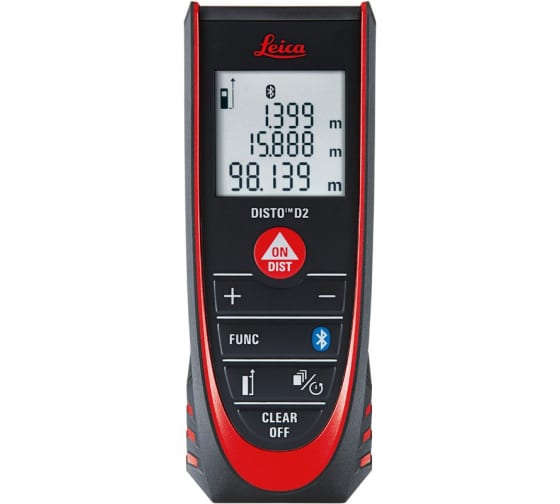 Leica
1.399 m
15.888 m
98.139 m
DISTO™ D2
ON
DIST
+ −
FUNC
CLEAR
OFF